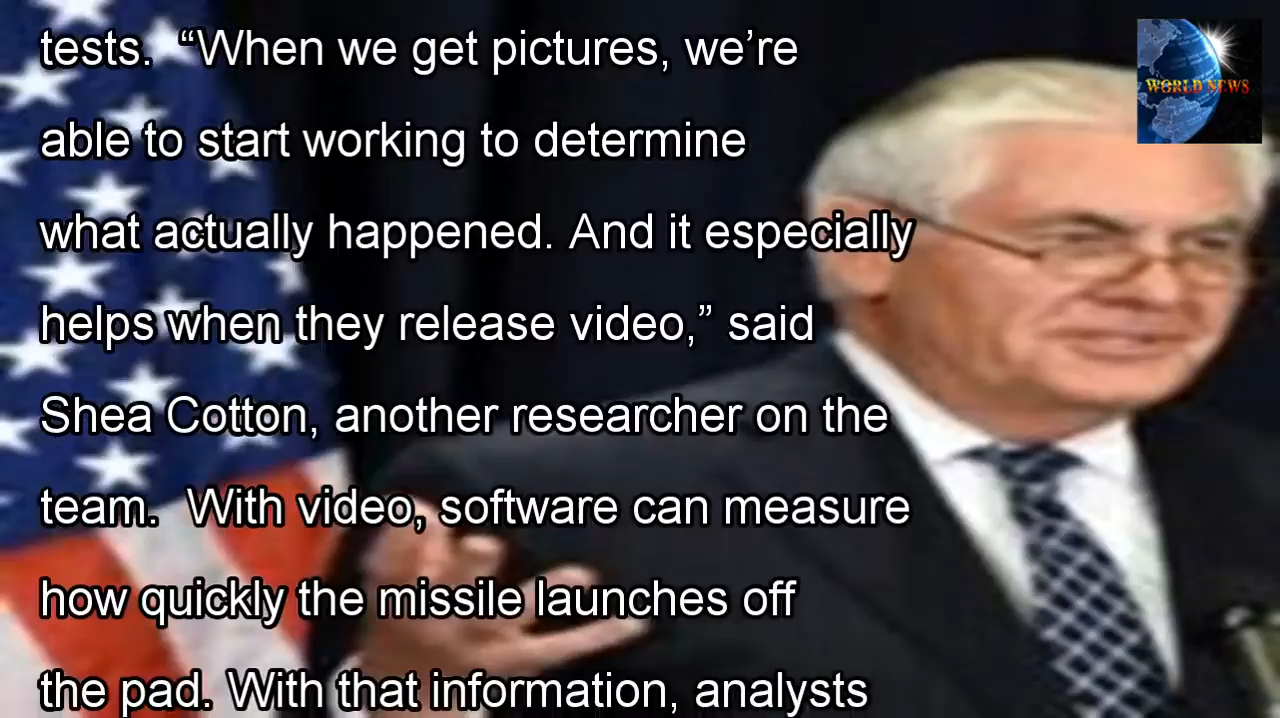 WORLD NEWS
tests.  “When we get pictures, we’re
able to start working to determine
what actually happened. And it especially
helps when they release video,” said
Shea Cotton, another researcher on the
team.  With video, software can measure
how quickly the missile launches off
the pad. With that information, analysts